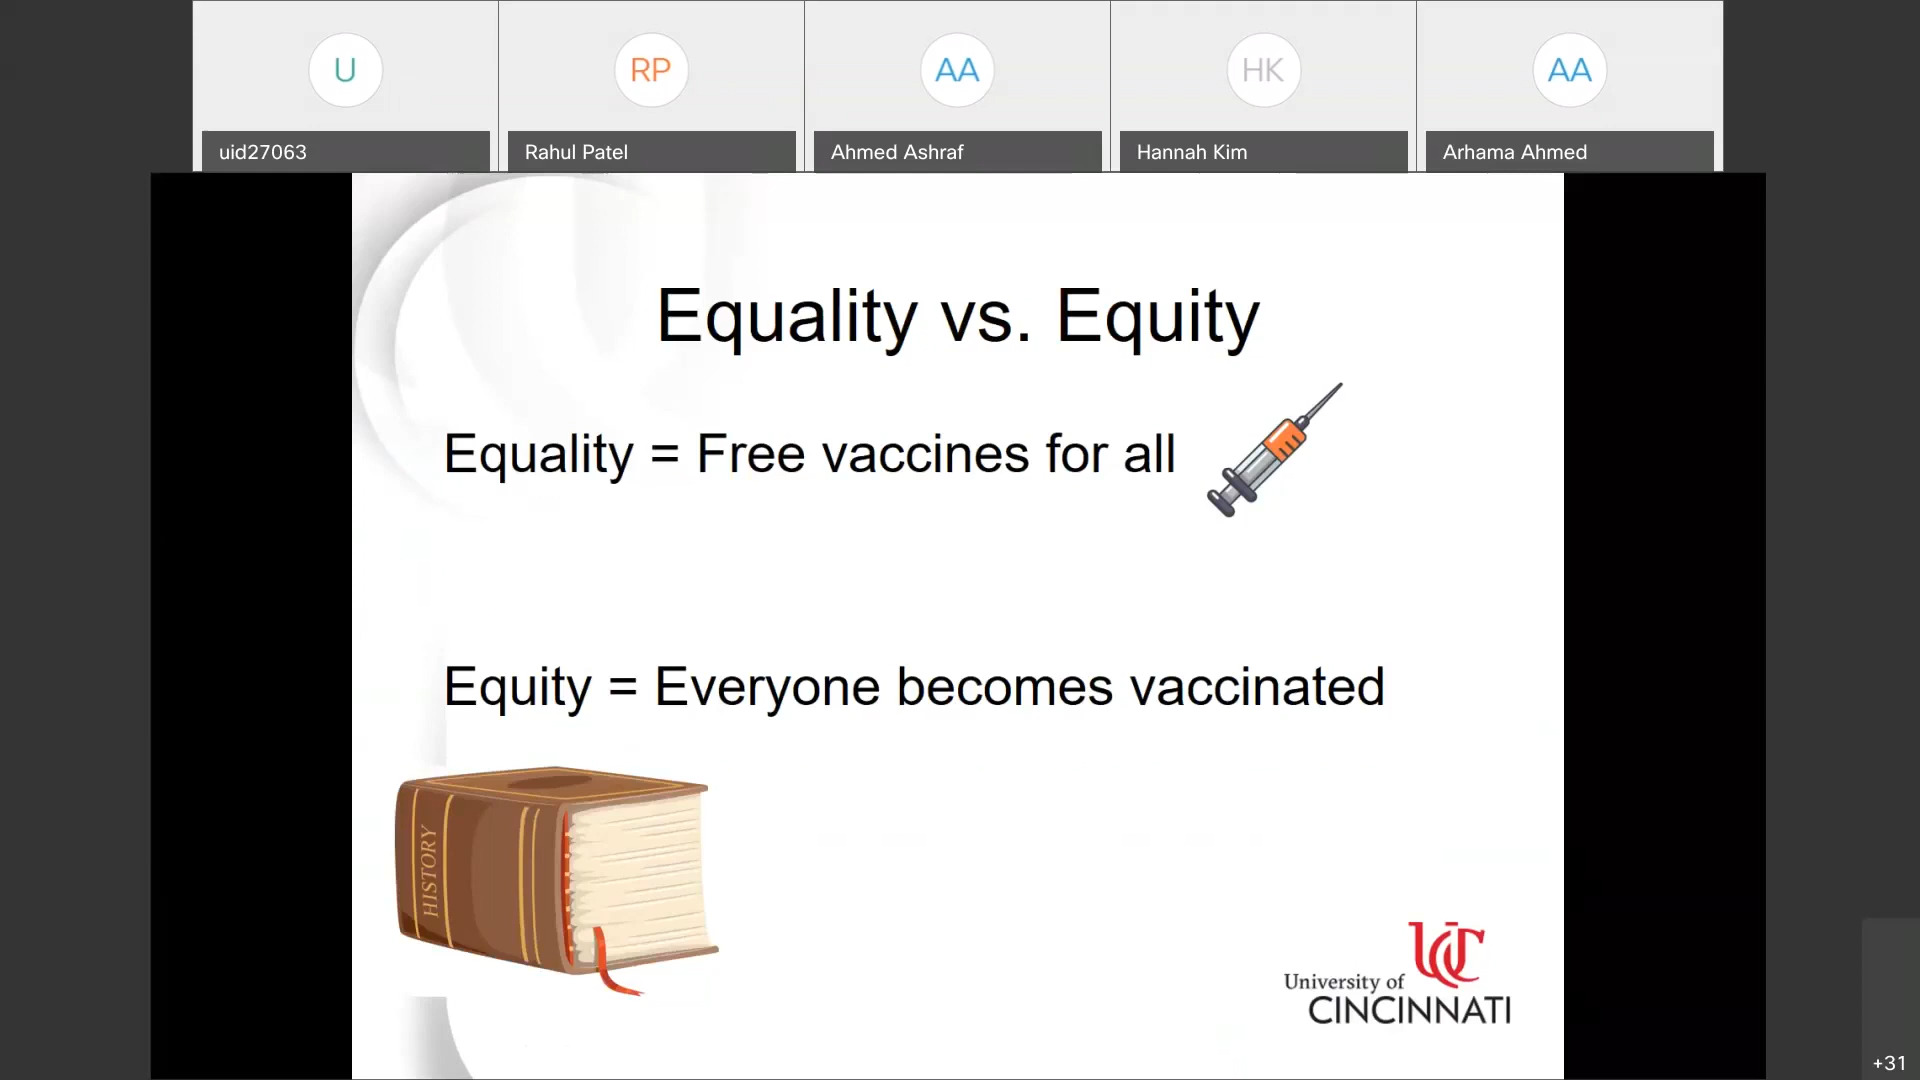 U
RP
AA
HK
AA
uid27063
Rahul Patel
Ahmed Ashraf
Hannah Kim
Arhama Ahmed
Equality vs. Equity
Equality = Free vaccines for all
Equity = Everyone becomes vaccinated
HISTORY
UC
University of
CINCINNATI
+31